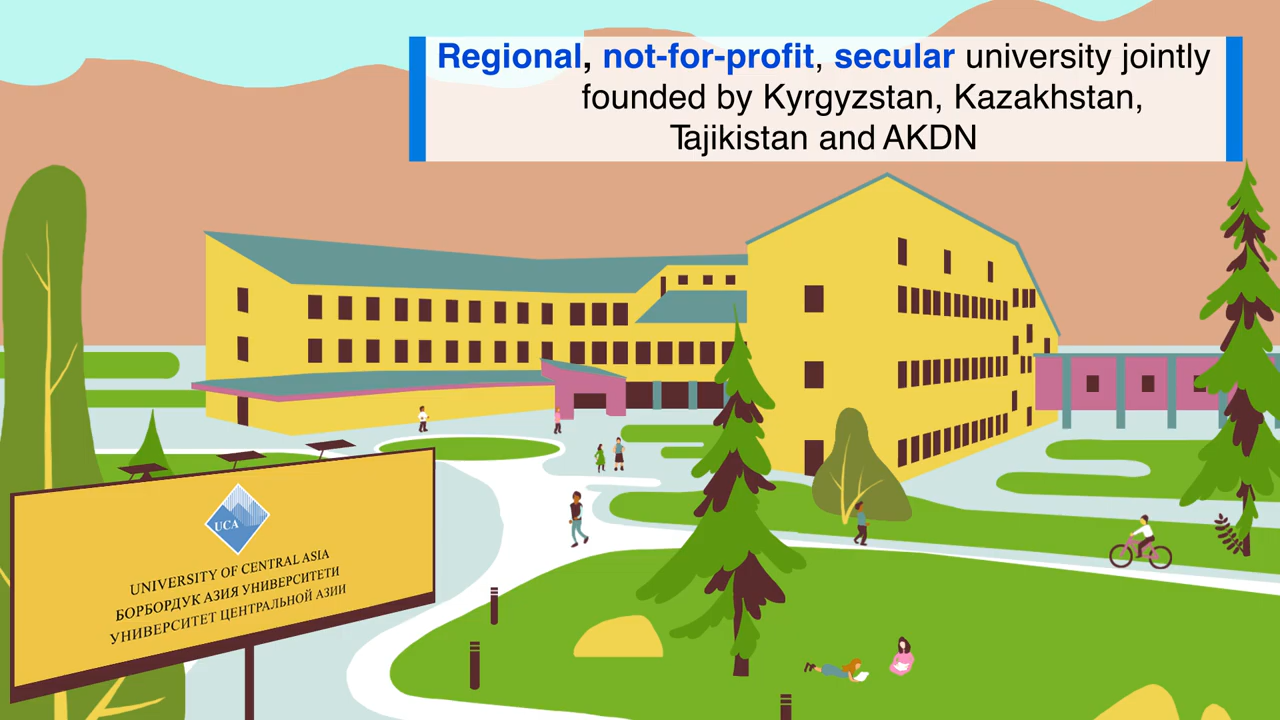 Regional, not-for-profit, secular university jointly
founded by Kyrgyzstan, Kazakhstan,
Tajikistan and AKDN
UCA
UNIVERSITY OF CENTRAL ASIA
БОРБОРДУК АЗИЯ УНИВЕРСИТЕТИ
УНИВЕРСИТЕТ ЦЕНТРАЛЬНОЙ АЗИИ